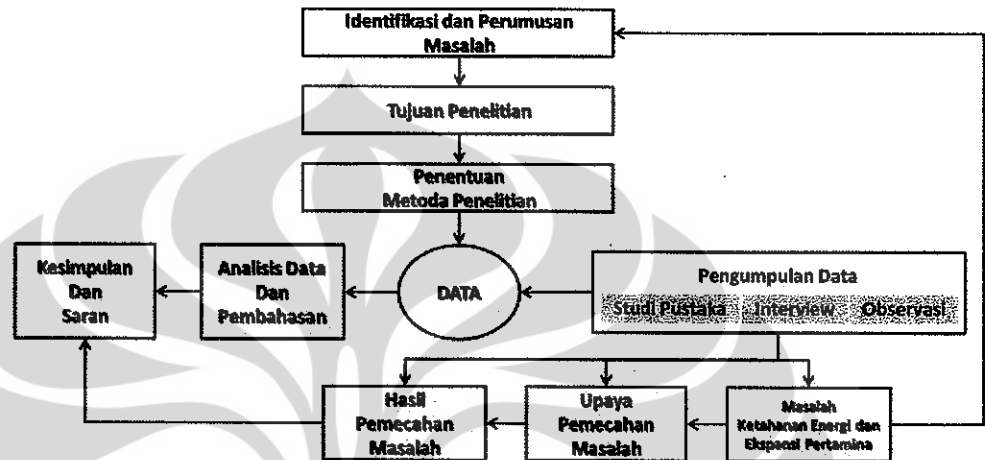 Identifikasi dan Perumusan
Masalah
Tujuan Penelitian
Penentuan
Metoda Penelitian
Kesimpulan
Dan
Saran
Analisis Data
Dan
Pembahasan
DATA
Pengumpulan Data
Studi Pustaka Interview Observasi
Hasil
Pemecahan
Masalah
Upaya
Pemecahan
Masalah
Masalah
Ketahanan Energi dan
Ekspansi Pertamina